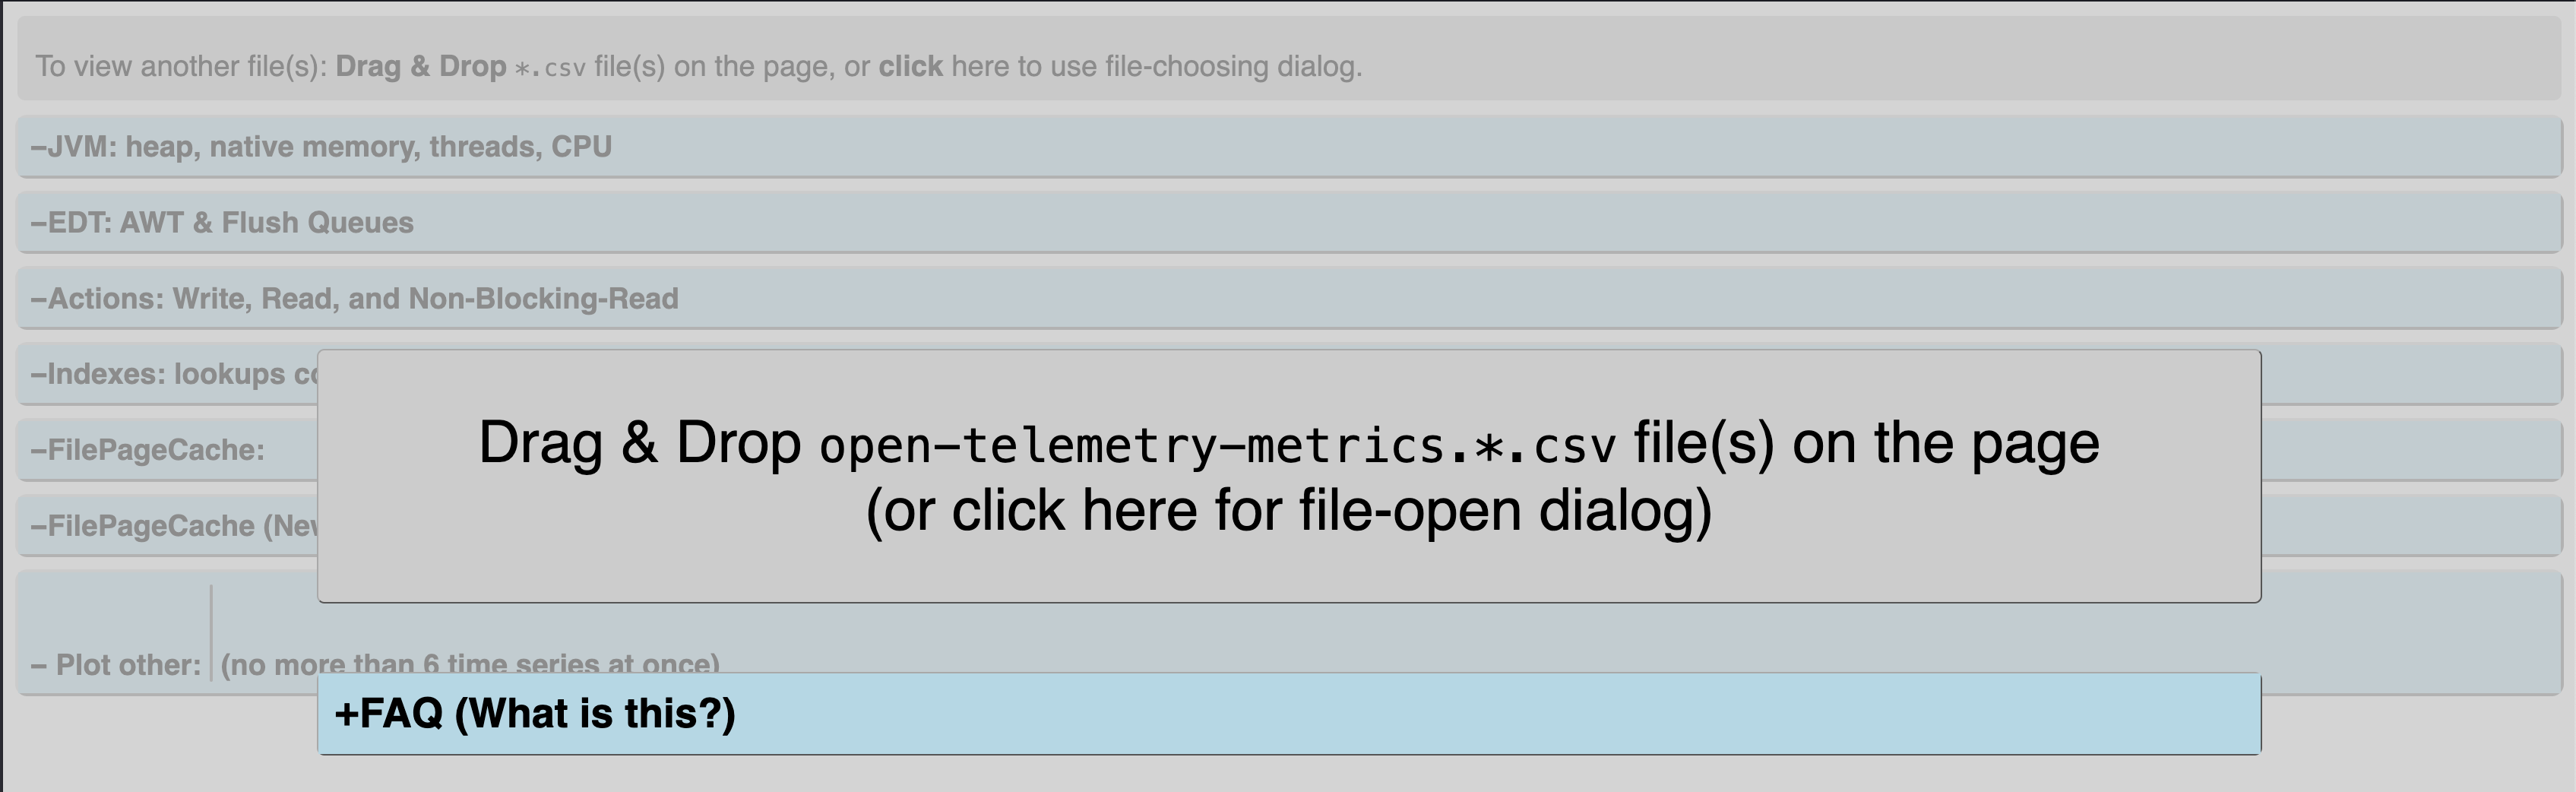 To view another file(s): Drag & Drop *.csv file(s) on the page, or click here to use file-choosing dialog.
–JVM: heap, native memory, threads, CPU
–EDT: AWT & Flush Queues
–Actions: Write, Read, and Non-Blocking-Read
–Indexes: lookups
–FilePageCache:
–FilePageCache
Drag & Drop open-telemetry-metrics.*.csv file(s) on the page
(or click here for file-open dialog)
– Plot other: (no more than 6 time series at once)
+FAQ (What is this?)